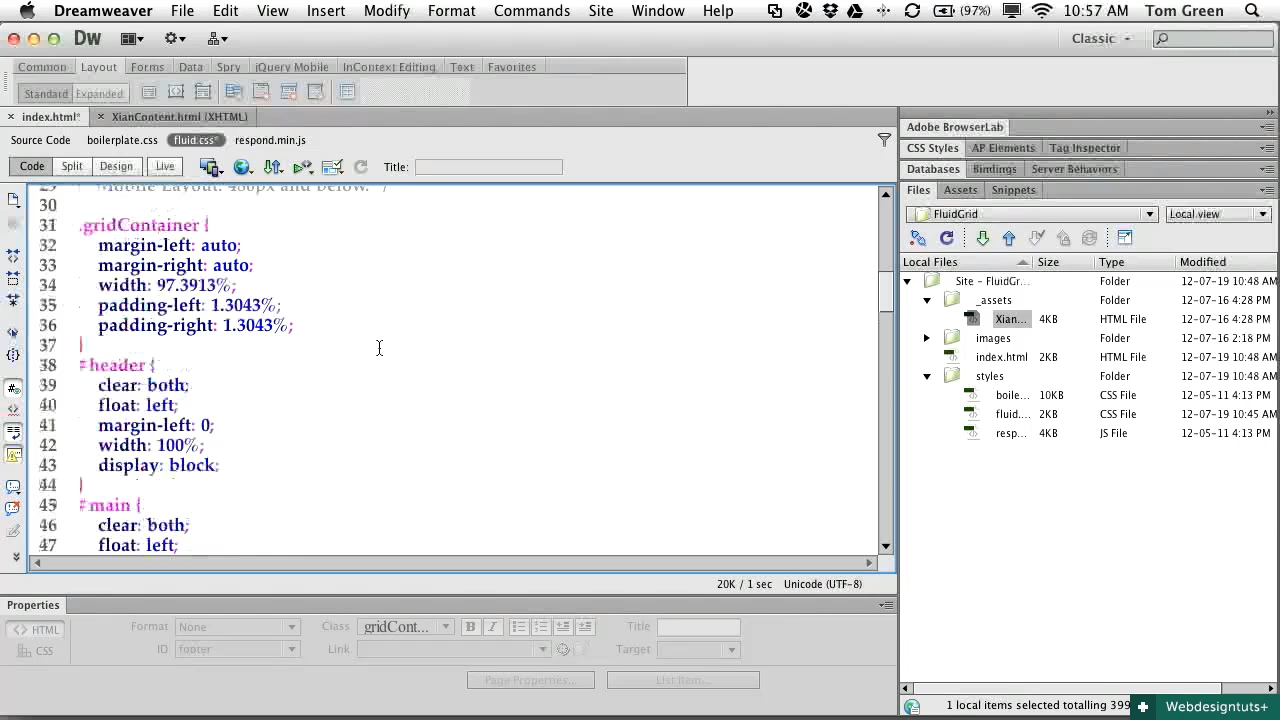 Dreamweaver File Edit View Insert Modify Format Commands Site Window Help (97%) 10:57 AM Tom Green
Dw Classic
Common Layout Forms Data Spry jQuery Mobile InContext Editing Text Favorites
Standard Expanded
index.html* XianContent.html (XHTML)
Source Code boilerplate.css fluid.css* respond.min.js
Code Split Design Live Title:
30
31 .gridContainer {
32 margin-left: auto;
33 margin-right: auto;
34 width: 97.3913%;
35 padding-left: 1.3043%;
36 padding-right: 1.3043%;
37 }
38 #header {
39 clear: both;
40 float: left;
41 margin-left: 0;
42 width: 100%;
43 display: block;
44 }
45 #main {
46 clear: both;
47 float: left;
20K / 1 sec Unicode (UTF-8)
Properties
HTML Format None Class gridCont... B I Title
CSS ID footer Link Target
Page Properties... List Item...
Adobe BrowserLab
CSS Styles AP Elements Tag Inspector
Databases Bindings Server Behaviors
Files Assets Snippets
FluidGrid Local view
Local Files Size Type Modified
Site - FluidGr... Folder 12-07-19 10:48 AM
_assets Folder 12-07-16 4:28 PM
Xian... 4KB HTML File 12-07-16 4:28 PM
images Folder 12-07-16 2:18 PM
index.html 2KB HTML File 12-07-19 10:48 AM
styles Folder 12-07-19 10:48 AM
boile... 10KB CSS File 12-05-11 4:13 PM
fluid.... 2KB CSS File 12-07-19 10:45 AM
resp... 4KB JS File 12-05-11 4:13 PM
1 local items selected totalling 399
Webdesigntuts+